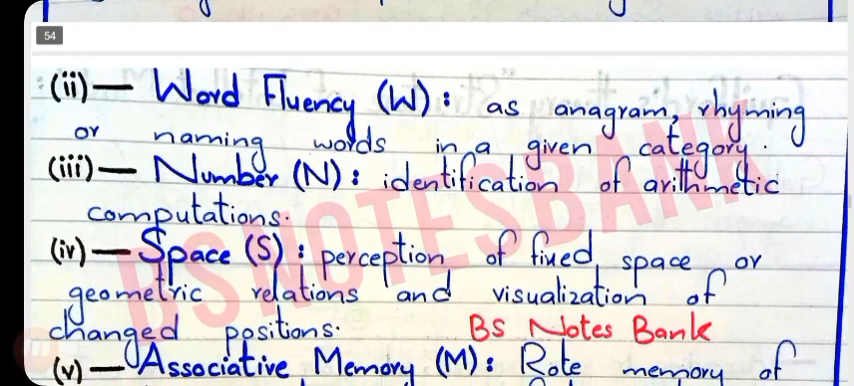 54
(ii) — Word Fluency (W): as anagram, rhyming
or naming words in a given category.
(iii) — Number (N): identification of arithmetic
computations.
(iv) — Space (S): perception of fixed space or
geometric relations and visualization of
changed positions. BS Notes Bank
(v) — Associative Memory (M): Rote memory of
BSNOTESBANK